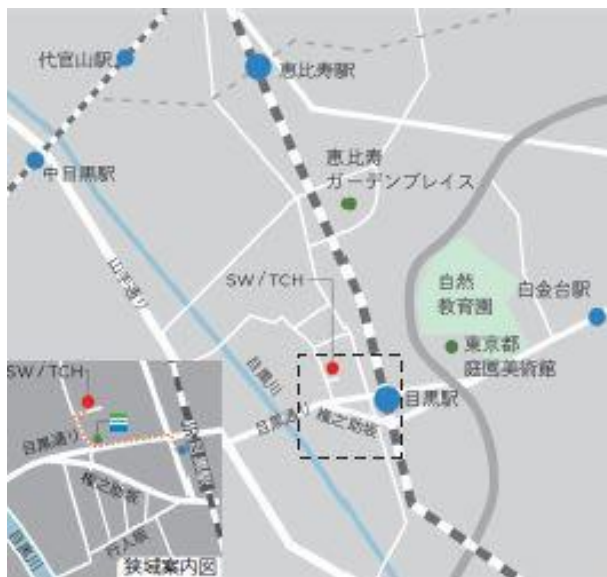 代官山駅
恵比寿駅
中目黒駅
恵比寿
ガーデンプレイス
山手通り
SW / TCH
自然
教育園
白金台駅
東京都
庭園美術館
目黒川
目黒駅
目黒通り
権之助坂
SW / TCH
目黒通り
権之助坂
行人坂
目黒川
狭域案内図